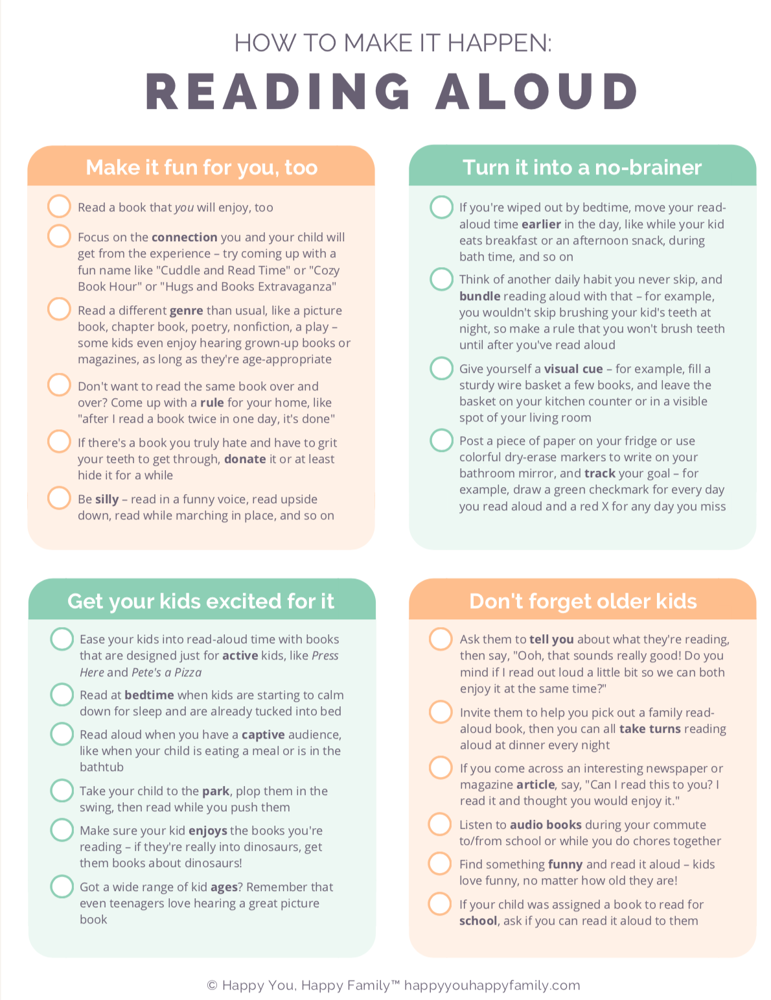 HOW TO MAKE IT HAPPEN:
READING ALOUD
Make it fun for you, too
Read a book that you will enjoy, too
Focus on the connection you and your child will
get from the experience – try coming up with a
fun name like "Cuddle and Read Time" or "Cozy
Book Hour" or "Hugs and Books Extravaganza"
Read a different genre than usual, like a picture
book, chapter book, poetry, nonfiction, a play –
some kids even enjoy hearing grown-up books or
magazines, as long as they're age-appropriate
Don't want to read the same book over and
over? Come up with a rule for your home, like
"after I read a book twice in one day, it's done"
If there's a book you truly hate and have to grit
your teeth to get through, donate it or at least
hide it for a while
Be silly – read in a funny voice, read upside
down, read while marching in place, and so on
Turn it into a no-brainer
If you're wiped out by bedtime, move your read-
aloud time earlier in the day, like while your kid
eats breakfast or an afternoon snack, during
bath time, and so on
Think of another daily habit you never skip, and
bundle reading aloud with that – for example,
you wouldn't skip brushing your kid's teeth at
night, so make a rule that you won't brush teeth
until after you've read aloud
Give yourself a visual cue – for example, fill a
sturdy wire basket a few books, and leave the
basket on your kitchen counter or in a visible
spot of your living room
Post a piece of paper on your fridge or use
colorful dry-erase markers to write on your
bathroom mirror, and track your goal – for
example, draw a green checkmark for every day
you read aloud and a red X for any day you miss
Get your kids excited for it
Ease your kids into read-aloud time with books
that are designed just for active kids, like Press
Here and Pete's a Pizza
Read at bedtime when kids are starting to calm
down for sleep and are already tucked into bed
Read aloud when you have a captive audience,
like when your child is eating a meal or is in the
bathtub
Take your child to the park, plop them in the
swing, then read while you push them
Make sure your kid enjoys the books you're
reading – if they're really into dinosaurs, get
them books about dinosaurs!
Got a wide range of kid ages? Remember that
even teenagers love hearing a great picture
book
Don't forget older kids
Ask them to tell you about what they're reading,
then say, "Ooh, that sounds really good! Do you
mind if I read out loud a little bit so we can both
enjoy it at the same time?"
Invite them to help you pick out a family read-
aloud book, then you can all take turns reading
aloud at dinner every night
If you come across an interesting newspaper or
magazine article, say, "Can I read this to you? I
read it and thought you would enjoy it."
Listen to audio books during your commute
to/from school or while you do chores together
Find something funny and read it aloud – kids
love funny, no matter how old they are!
If your child was assigned a book to read for
school, ask if you can read it aloud to them
© Happy You, Happy Family™ happyyouhappyfamily.com